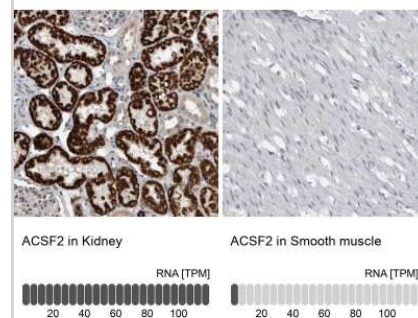 ACSF2 in Kidney
RNA [TPM]
20 40 60 80 100
ACSF2 in Smooth muscle
RNA [TPM]
20 40 60 80 100